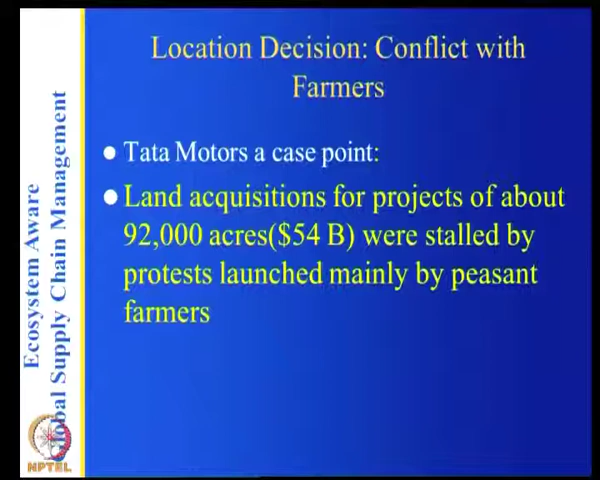 Location Decision: Conflict with
Farmers
Tata Motors a case point:
Land acquisitions for projects of about
92,000 acres($54 B) were stalled by
protests launched mainly by peasant
farmers
Ecosystem Aware
Global Supply Chain Management
NPTEL